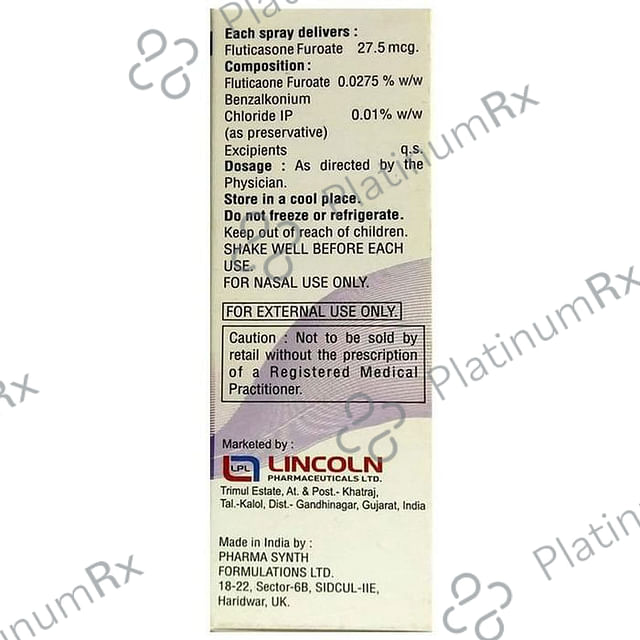 Each spray delivers :
Fluticasone Furoate 27.5 mcg.
Composition :
Fluticaone Furoate 0.0275 % w/w
Benzalkonium
Chloride IP 0.01% w/w
(as preservative)
Excipients q.s.
Dosage : As directed by the
Physician.
Store in a cool place.
Do not freeze or refrigerate.
Keep out of reach of children.
SHAKE WELL BEFORE EACH
USE.
FOR NASAL USE ONLY.
FOR EXTERNAL USE ONLY.
Caution : Not to be sold by
retail without the prescription
of a Registered Medical
Practitioner.
Marketed by :
LPL LINCOLN
PHARMACEUTICALS LTD.
Trimul Estate, At. & Post.- Khatraj,
Tal.-Kalol, Dist.- Gandhinagar, Gujarat, India
Made in India by :
PHARMA SYNTH
FORMULATIONS LTD.
18-22, Sector-6B, SIDCUL-IIE,
Haridwar, UK.
PlatinumRx
PlatinumRx
Rx
PlatinumRx
inumRx
Platinum